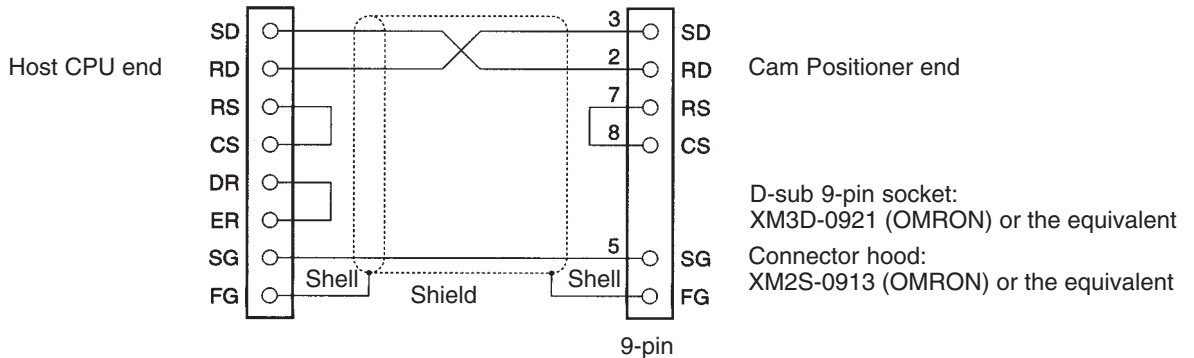 SD
3
SD
Host CPU end
RD
2
RD
Cam Positioner end
RS
7
RS
CS
8
CS
DR
D-sub 9-pin socket:
XM3D-0921 (OMRON) or the equivalent
ER
SG
5
SG
Connector hood:
XM2S-0913 (OMRON) or the equivalent
Shell
Shield
Shell
FG
FG
9-pin